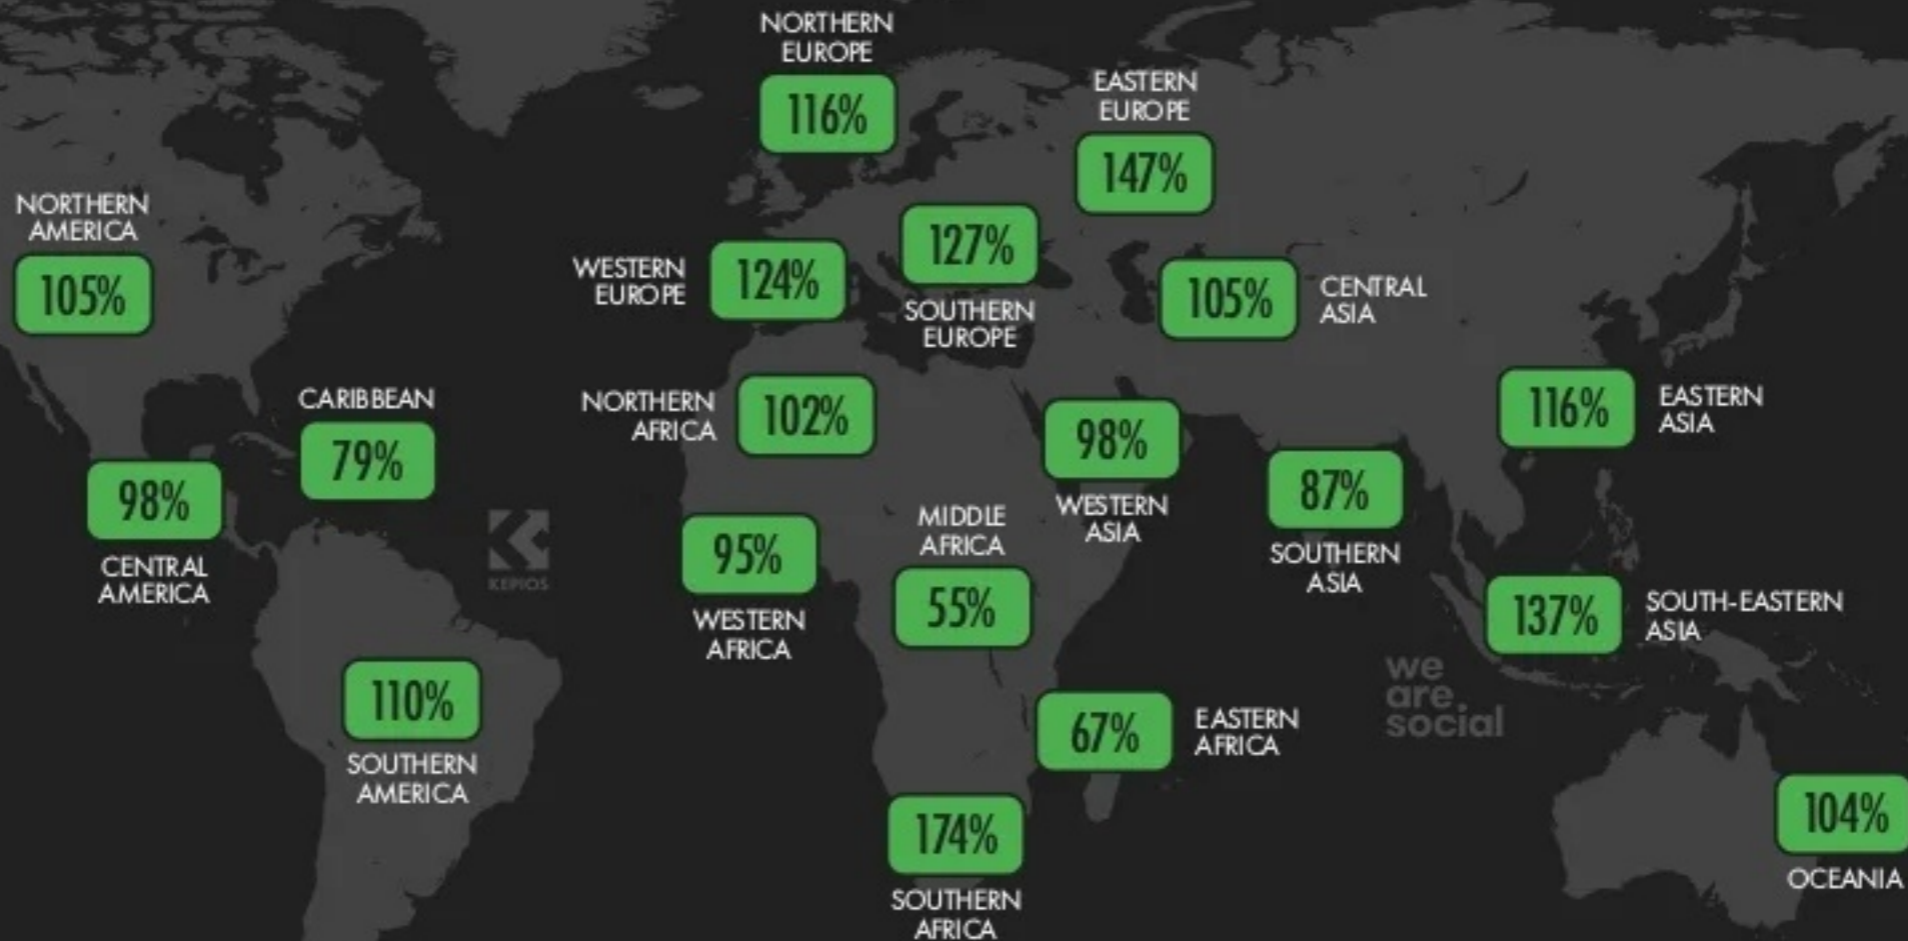 NORTHERN
EUROPE
116%
EASTERN
EUROPE
147%
NORTHERN
AMERICA
105%
WESTERN
EUROPE
124%
127%
SOUTHERN
EUROPE
105%
CENTRAL
ASIA
CARIBBEAN
79%
NORTHERN
AFRICA
102%
98%
WESTERN
ASIA
116%
EASTERN
ASIA
98%
CENTRAL
AMERICA
KEPIOS
95%
WESTERN
AFRICA
MIDDLE
AFRICA
55%
87%
SOUTHERN
ASIA
137%
SOUTH-EASTERN
ASIA
we
are
social
110%
SOUTHERN
AMERICA
67%
EASTERN
AFRICA
174%
SOUTHERN
AFRICA
104%
OCEANIA